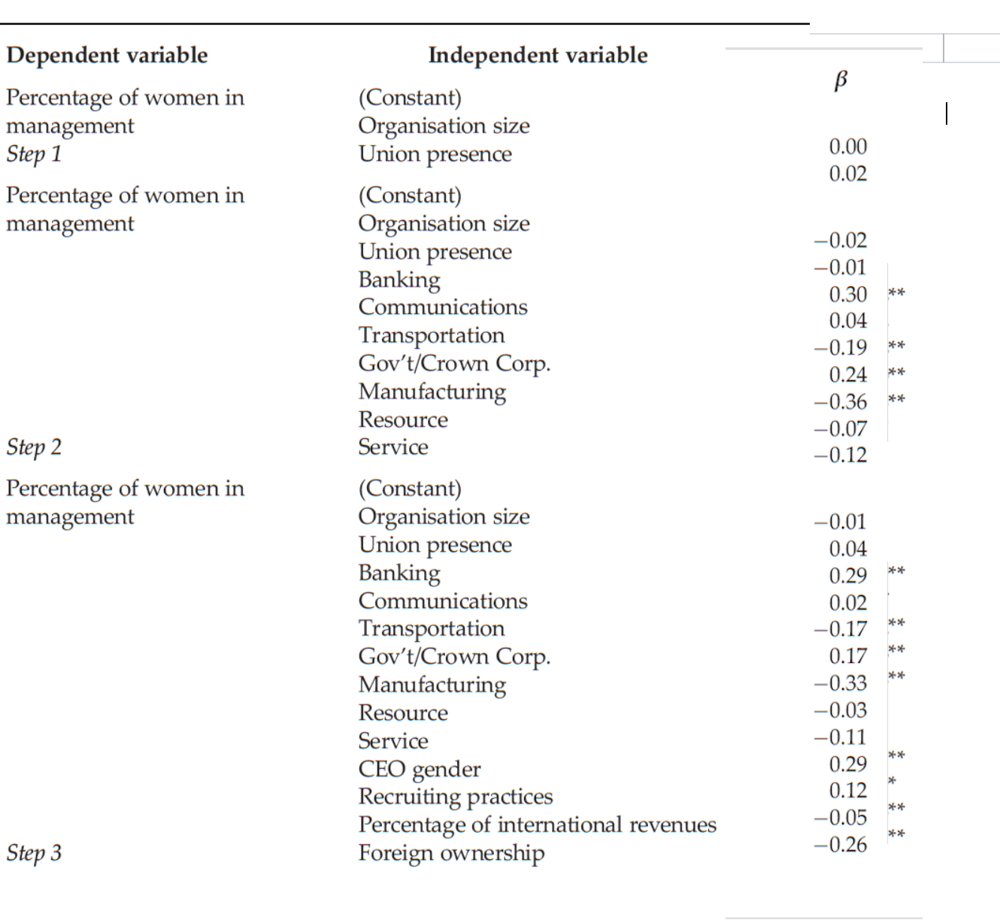 Dependent variable Independent variable β
Percentage of women in (Constant)
management Organisation size 0.00
Step 1 Union presence 0.02
Percentage of women in (Constant)
management Organisation size −0.02
Union presence −0.01
Banking 0.30 **
Communications 0.04
Transportation −0.19 **
Gov't/Crown Corp. 0.24 **
Manufacturing −0.36 **
Resource −0.07
Step 2 Service −0.12
Percentage of women in (Constant)
management Organisation size −0.01
Union presence 0.04
Banking 0.29 **
Communications 0.02
Transportation −0.17 **
Gov't/Crown Corp. 0.17 **
Manufacturing −0.33 **
Resource −0.03
Service −0.11
CEO gender 0.29 **
Recruiting practices 0.12 *
Percentage of international revenues −0.05 **
Step 3 Foreign ownership −0.26 **